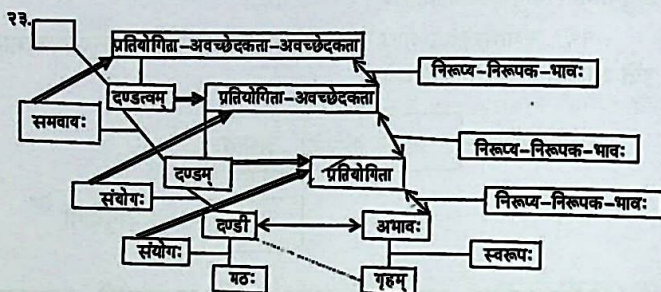 २३.
प्रतियोगिता-अवच्छेदकता-अवच्छेदकता
निरूप्य-निरूपक-भावः
दण्डत्वम्
प्रतियोगिता-अवच्छेदकता
समवायः
निरूप्य-निरूपक-भावः
दण्डम्
प्रतियोगिता
संयोगः
निरूप्य-निरूपक-भावः
दण्डी
अभावः
संयोगः
स्वरूपः
मठः
गृहम्